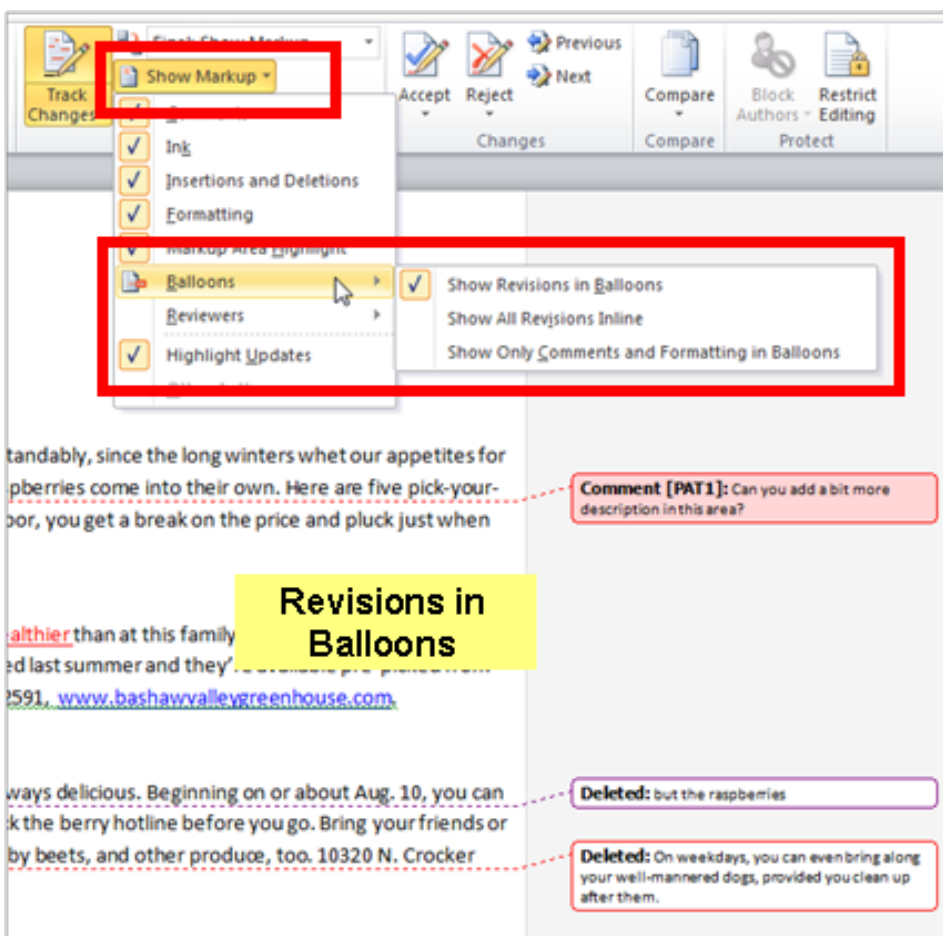 Final: Show Markup
Show Markup
Track
Changes
Accept
Reject
Previous
Next
Changes
Compare
Compare
Block
Authors
Restrict
Editing
Protect
Ink
Insertions and Deletions
Formatting
Markup Area Highlight
Balloons
Reviewers
Highlight Updates
Show Revisions in Balloons
Show All Revisions Inline
Show Only Comments and Formatting in Balloons
tandably, since the long winters whet our appetites for
pberries come into their own. Here are five pick-your-
oor, you get a break on the price and pluck just when
Comment [PAT1]: Can you add a bit more
description in this area?
Revisions in
Balloons
ealthier than at this family
ed last summer and they're available pre-picked
2591, www.bashawvalleygreenhouse.com.
ways delicious. Beginning on or about Aug. 10, you can
k the berry hotline before you go. Bring your friends or
by beets, and other produce, too. 10320 N. Crocker
Deleted: but the raspberries
Deleted: On weekdays, you can even bring along
your well-mannered dogs, provided you clean up
after them.